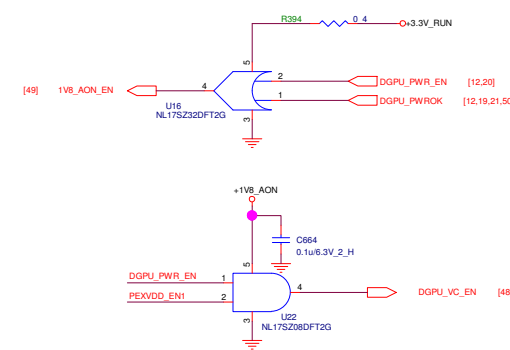 R394 0_4 +3.3V_RUN
5
[49] 1V8_AON_EN 4 2 DGPU_PWR_EN [12,20]
1 DGPU_PWROK [12,19,21,50
U16
NL17SZ32DFT2G
3
+1V8_AON
C664
0.1u/6.3V_2_H
5
DGPU_PWR_EN 1
4 DGPU_VC_EN [48
PEXVDD_EN1 2
U22
NL17SZ08DFT2G
3